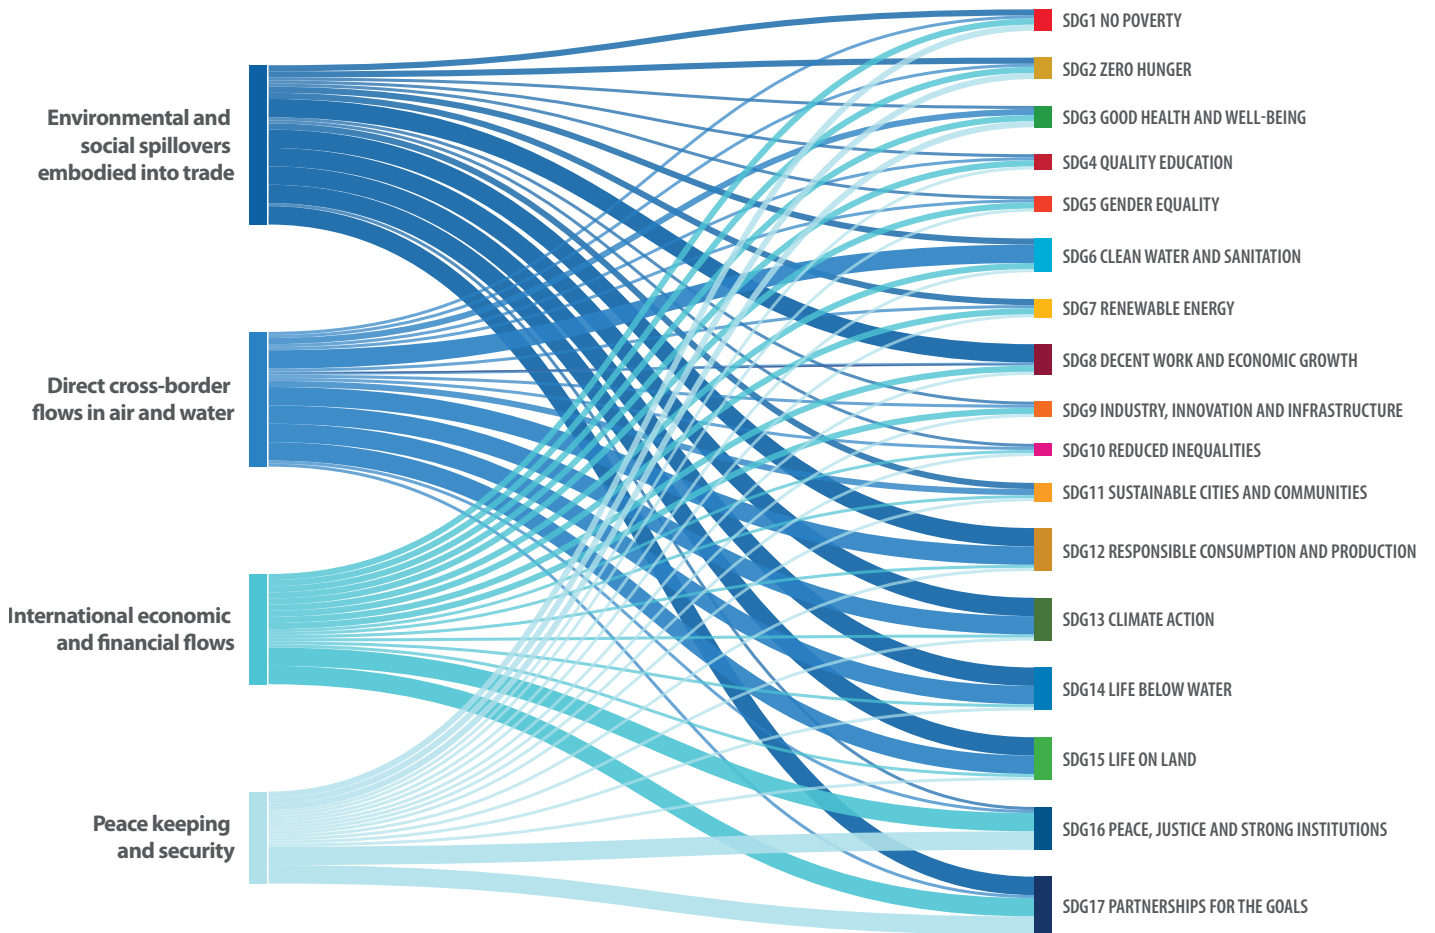 Environmental and
social spillovers
embodied into trade
Direct cross-border
flows in air and water
International economic
and financial flows
Peace keeping
and security
SDG1 NO POVERTY
SDG2 ZERO HUNGER
SDG3 GOOD HEALTH AND WELL-BEING
SDG4 QUALITY EDUCATION
SDG5 GENDER EQUALITY
SDG6 CLEAN WATER AND SANITATION
SDG7 RENEWABLE ENERGY
SDG8 DECENT WORK AND ECONOMIC GROWTH
SDG9 INDUSTRY, INNOVATION AND INFRASTRUCTURE
SDG10 REDUCED INEQUALITIES
SDG11 SUSTAINABLE CITIES AND COMMUNITIES
SDG12 RESPONSIBLE CONSUMPTION AND PRODUCTION
SDG13 CLIMATE ACTION
SDG14 LIFE BELOW WATER
SDG15 LIFE ON LAND
SDG16 PEACE, JUSTICE AND STRONG INSTITUTIONS
SDG17 PARTNERSHIPS FOR THE GOALS